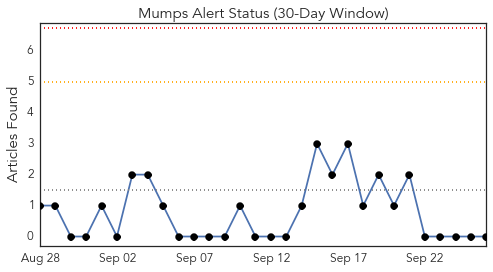 Mumps Alert Status (30-Day Window)
Articles Found
6
5
4
3
2
1
0
Aug 28 Sep 02 Sep 07 Sep 12 Sep 17 Sep 22